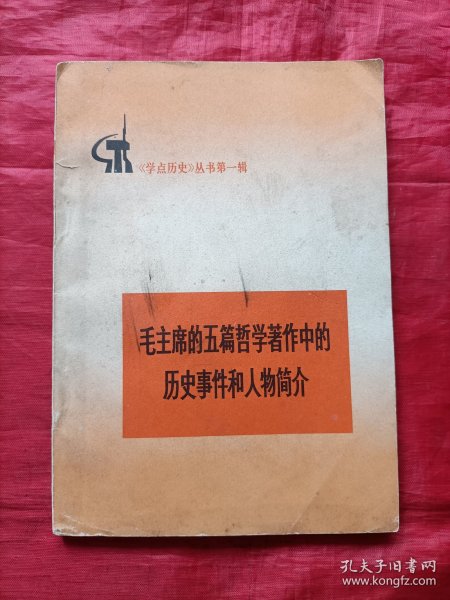 《学点历史》丛书第一辑
毛主席的五篇哲学著作中的
历史事件和人物简介
孔夫子旧书网
www.kongfz.com